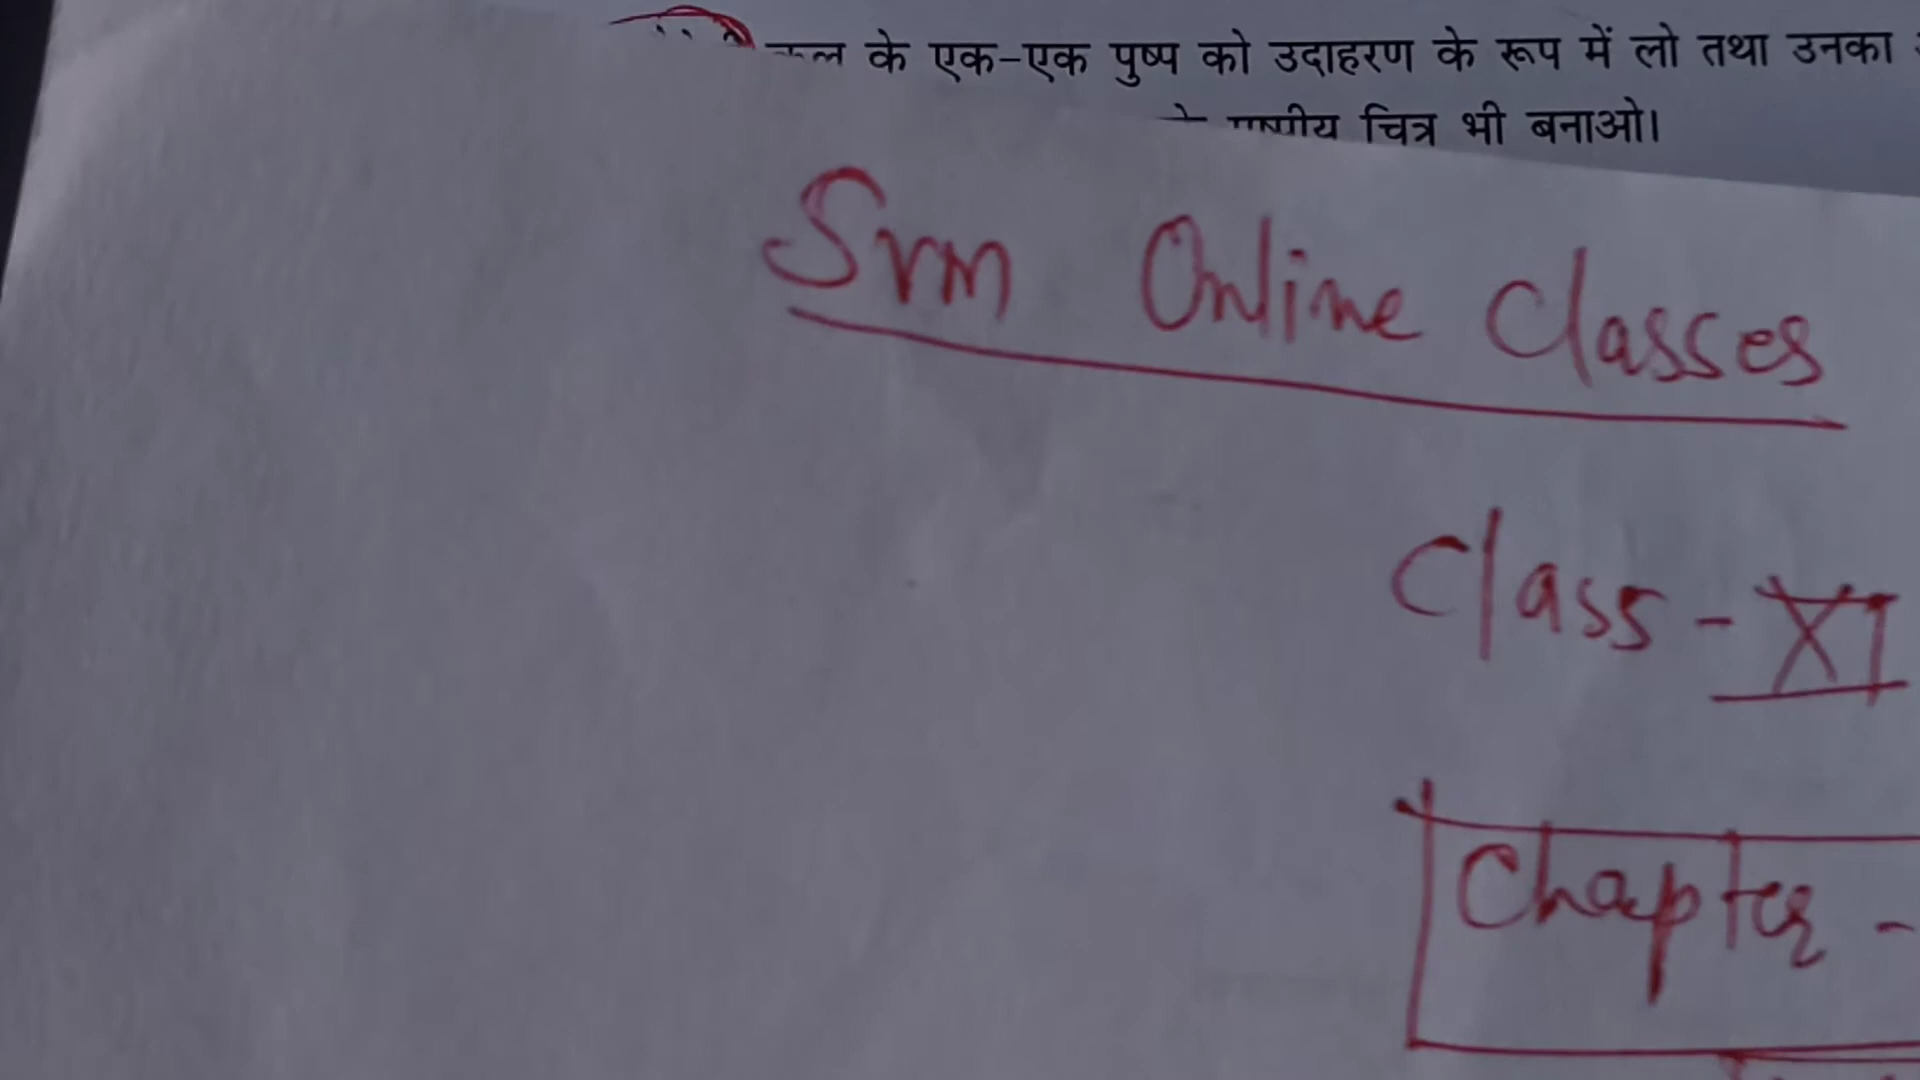 के एक-एक पुष्प को उदाहरण के रूप में लो तथा उनका
चित्र भी बनाओ।
Srm Online Classes
Class - XI
Chapter -